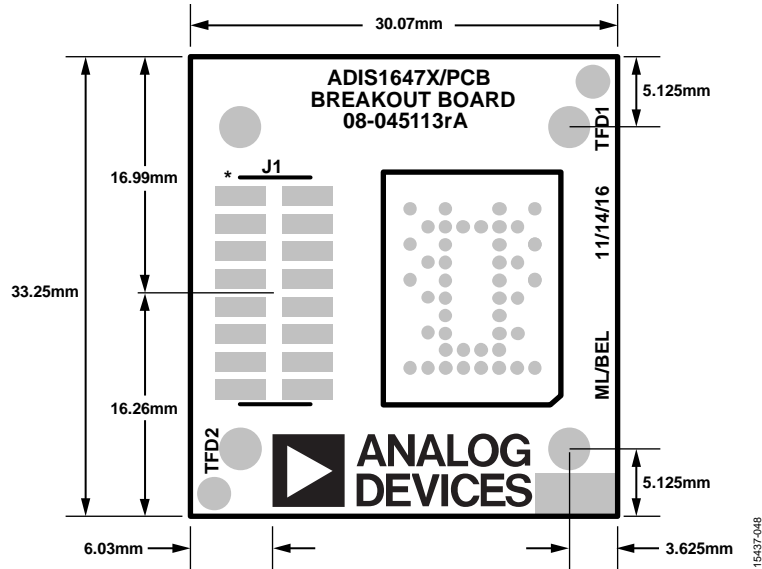 30.07mm
ADIS1647X/PCB
BREAKOUT BOARD
08-045113rA
5.125mm
TFD1
16.99mm
* J1
11/14/16
33.25mm
16.26mm
ML/BEL
TFD2
ANALOG
DEVICES
5.125mm
6.03mm
3.625mm
15437-048